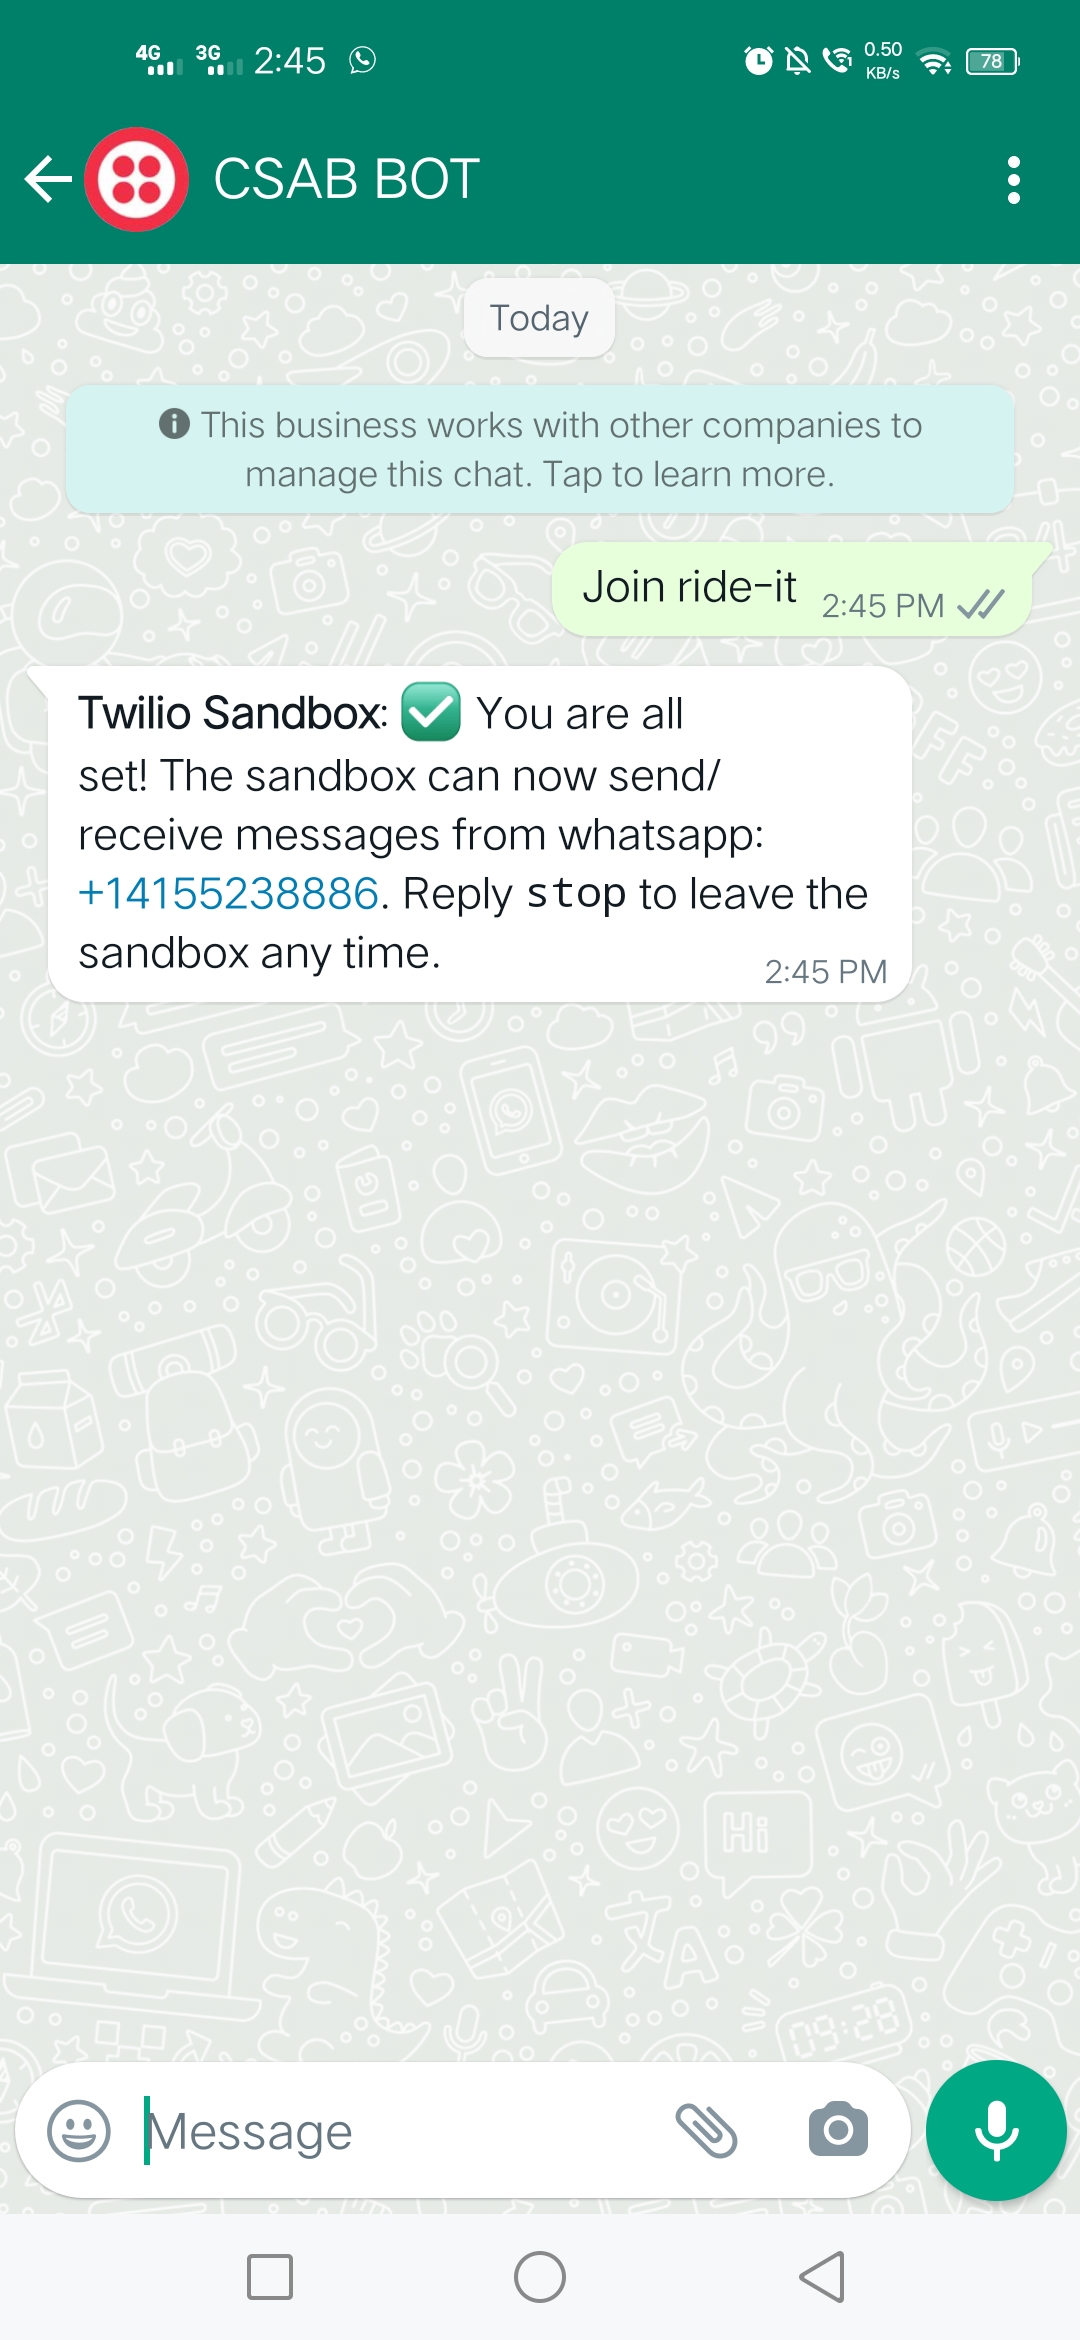 4G 3G 2:45 0.50 KB/s 78
CSAB BOT
Today
This business works with other companies to
manage this chat. Tap to learn more.
Join ride-it 2:45 PM
Twilio Sandbox: ✅ You are all
set! The sandbox can now send/
receive messages from whatsapp:
+14155238886. Reply stop to leave the
sandbox any time.
2:45 PM
Hi
09:28
Message